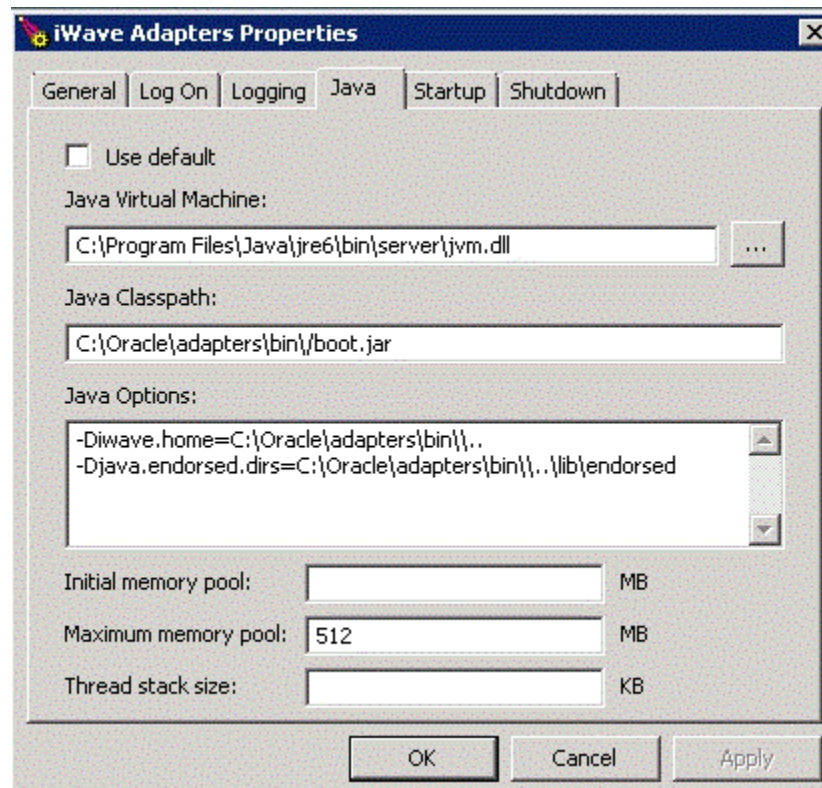 iWave Adapters Properties
General Log On Logging Java Startup Shutdown
Use default
Java Virtual Machine:
C:\Program Files\Java\jre6\bin\server\jvm.dll ...
Java Classpath:
C:\Oracle\adapters\bin\/boot.jar
Java Options:
-Diwave.home=C:\Oracle\adapters\bin\\..
-Djava.endorsed.dirs=C:\Oracle\adapters\bin\\..\lib\endorsed
Initial memory pool: MB
Maximum memory pool: 512 MB
Thread stack size: KB
OK Cancel Apply